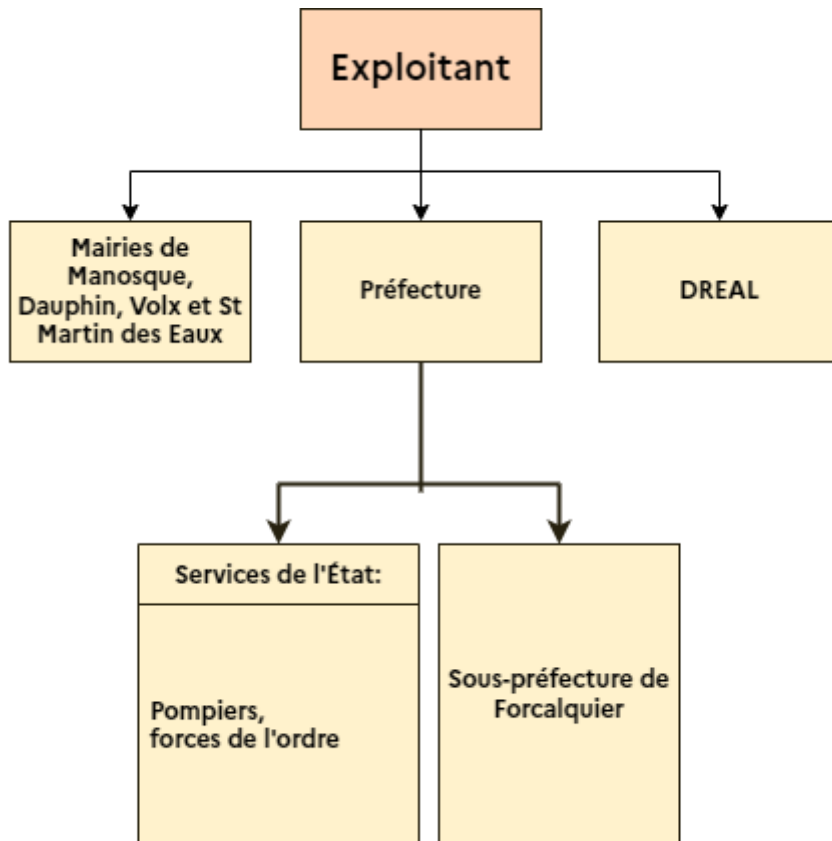 Exploitant
Mairies de
Manosque,
Dauphin, Volx et St
Martin des Eaux
Préfecture
DREAL
Services de l'État:
Pompiers,
forces de l'ordre
Sous-préfecture de
Forcalquier